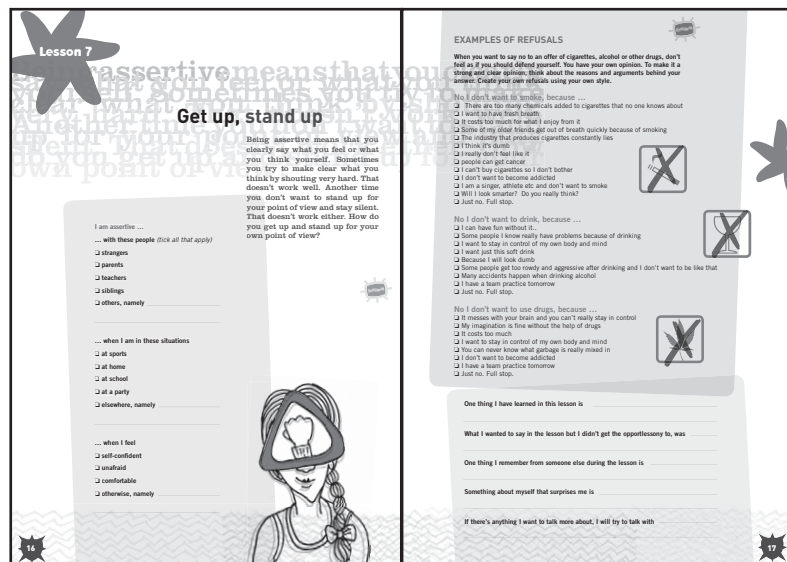 Lesson 7
Get up, stand up
Being assertive means that you
clearly say what you feel or what
you think yourself. Sometimes
you try to make clear what you
think by shouting very hard. That
doesn't work well. Another time
you don't want to stand up for
your point of view and stay silent.
That doesn't work either. How do
you get up and stand up for your
own point of view?
I am assertive ...
... with these people (tick all that apply)
❑ strangers
❑ parents
❑ teachers
❑ siblings
❑ others, namely
... when I am in these situations
❑ at sports
❑ at home
❑ at school
❑ at a party
❑ elsewhere, namely
... when I feel
❑ self-confident
❑ unafraid
❑ comfortable
❑ otherwise, namely
16
EXAMPLES OF REFUSALS
When you want to say no to an offer of cigarettes, alcohol or other drugs, don't
feel as if you should defend yourself. You have your own opinion. To make it a
strong and clear opinion, think about the reasons and arguments behind your
answer. Create your own refusals using your own style.
No I don't want to smoke, because ...
❑ There are too many chemicals added to cigarettes that no one knows about
❑ I want to have fresh breath
❑ It costs too much for what I enjoy from it
❑ Some of my older friends get out of breath quickly because of smoking
❑ The industry that produces cigarettes constantly lies
❑ I think it's dumb
❑ I really don't feel like it
❑ people can get cancer
❑ I can't buy cigarettes so I don't bother
❑ I don't want to become addicted
❑ I am a singer, athlete etc and don't want to smoke
❑ Will I look smarter? Do you really think?
❑ Just no. Full stop.
No I don't want to drink, because ...
❑ I can have fun without it..
❑ Some people I know really have problems because of drinking
❑ I want to stay in control of my own body and mind
❑ I want just this soft drink
❑ Because I will look dumb
❑ Some people get too rowdy and aggressive after drinking and I don't want to be like that
❑ Many accidents happen when drinking alcohol
❑ I have a team practice tomorrow
❑ Just no. Full stop.
No I don't want to use drugs, because ...
❑ It messes with your brain and you can't really stay in control
❑ My imagination is fine without the help of drugs
❑ It costs too much
❑ I want to stay in control of my own body and mind
❑ You can never know what garbage is really mixed in
❑ I don't want to become addicted
❑ I have a team practice tomorrow
❑ Just no. Full stop.
One thing I have learned in this lesson is
What I wanted to say in the lesson but I didn't get the opportlessony to, was
One thing I remember from someone else during the lesson is
Something about myself that surprises me is
If there's anything I want to talk more about, I will try to talk with
17